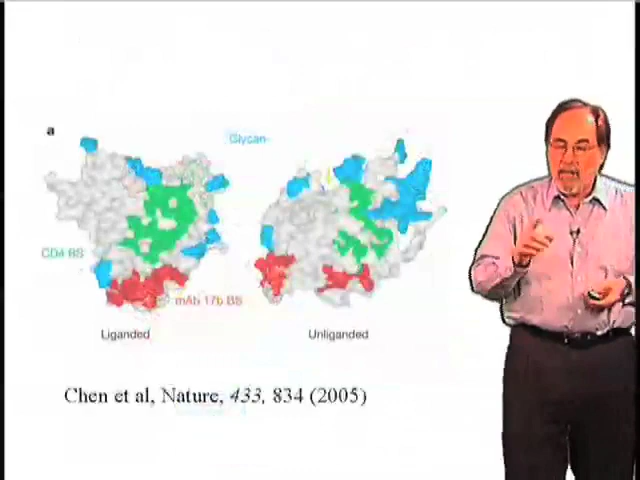 a
Glycan
CD4 BS
mAb 17b BS
Liganded
Unliganded
Chen et al, Nature, 433, 834 (2005)